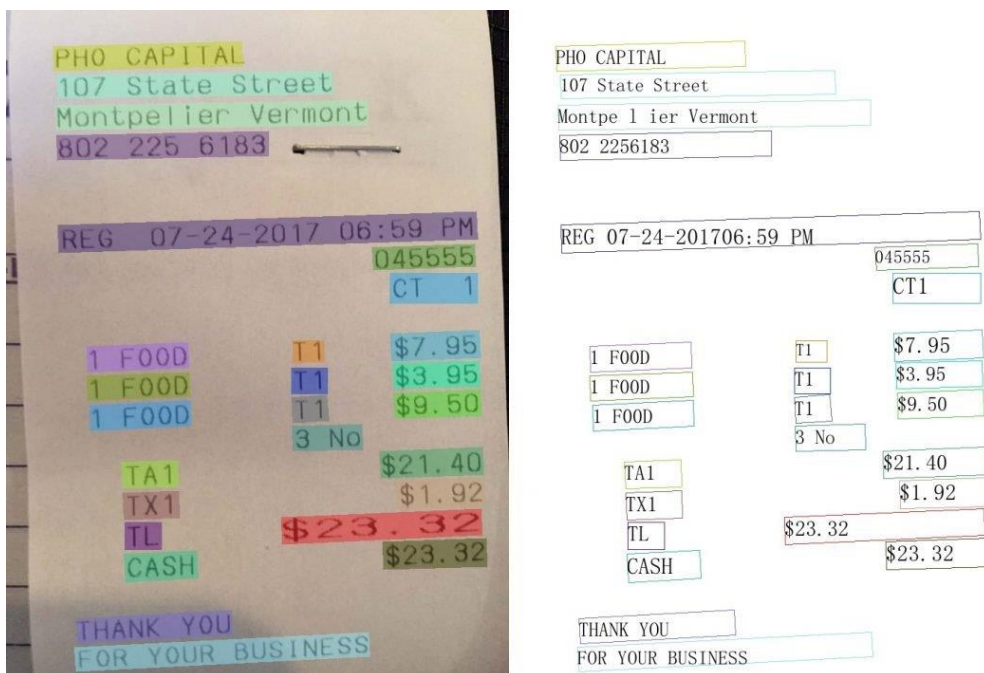 PHO CAPITAL
107 State Street
Montpelier Vermont
802 225 6183
REG 07-24-2017 06:59 PM
045555
CT 1
1 FOOD T1 $7.95
1 FOOD T1 $3.95
1 FOOD T1 $9.50
3 No
TA1 $21.40
TX1 $1.92
TL $23.32
CASH $23.32
THANK YOU
FOR YOUR BUSINESS
PHO CAPITAL
107 State Street
Montpe l ier Vermont
802 2256183
REG 07-24-201706:59 PM
045555
CT1
1 FOOD T1 $7.95
1 FOOD T1 $3.95
1 FOOD T1 $9.50
3 No
TA1 $21.40
TX1 $1.92
TL $23.32
CASH $23.32
THANK YOU
FOR YOUR BUSINESS